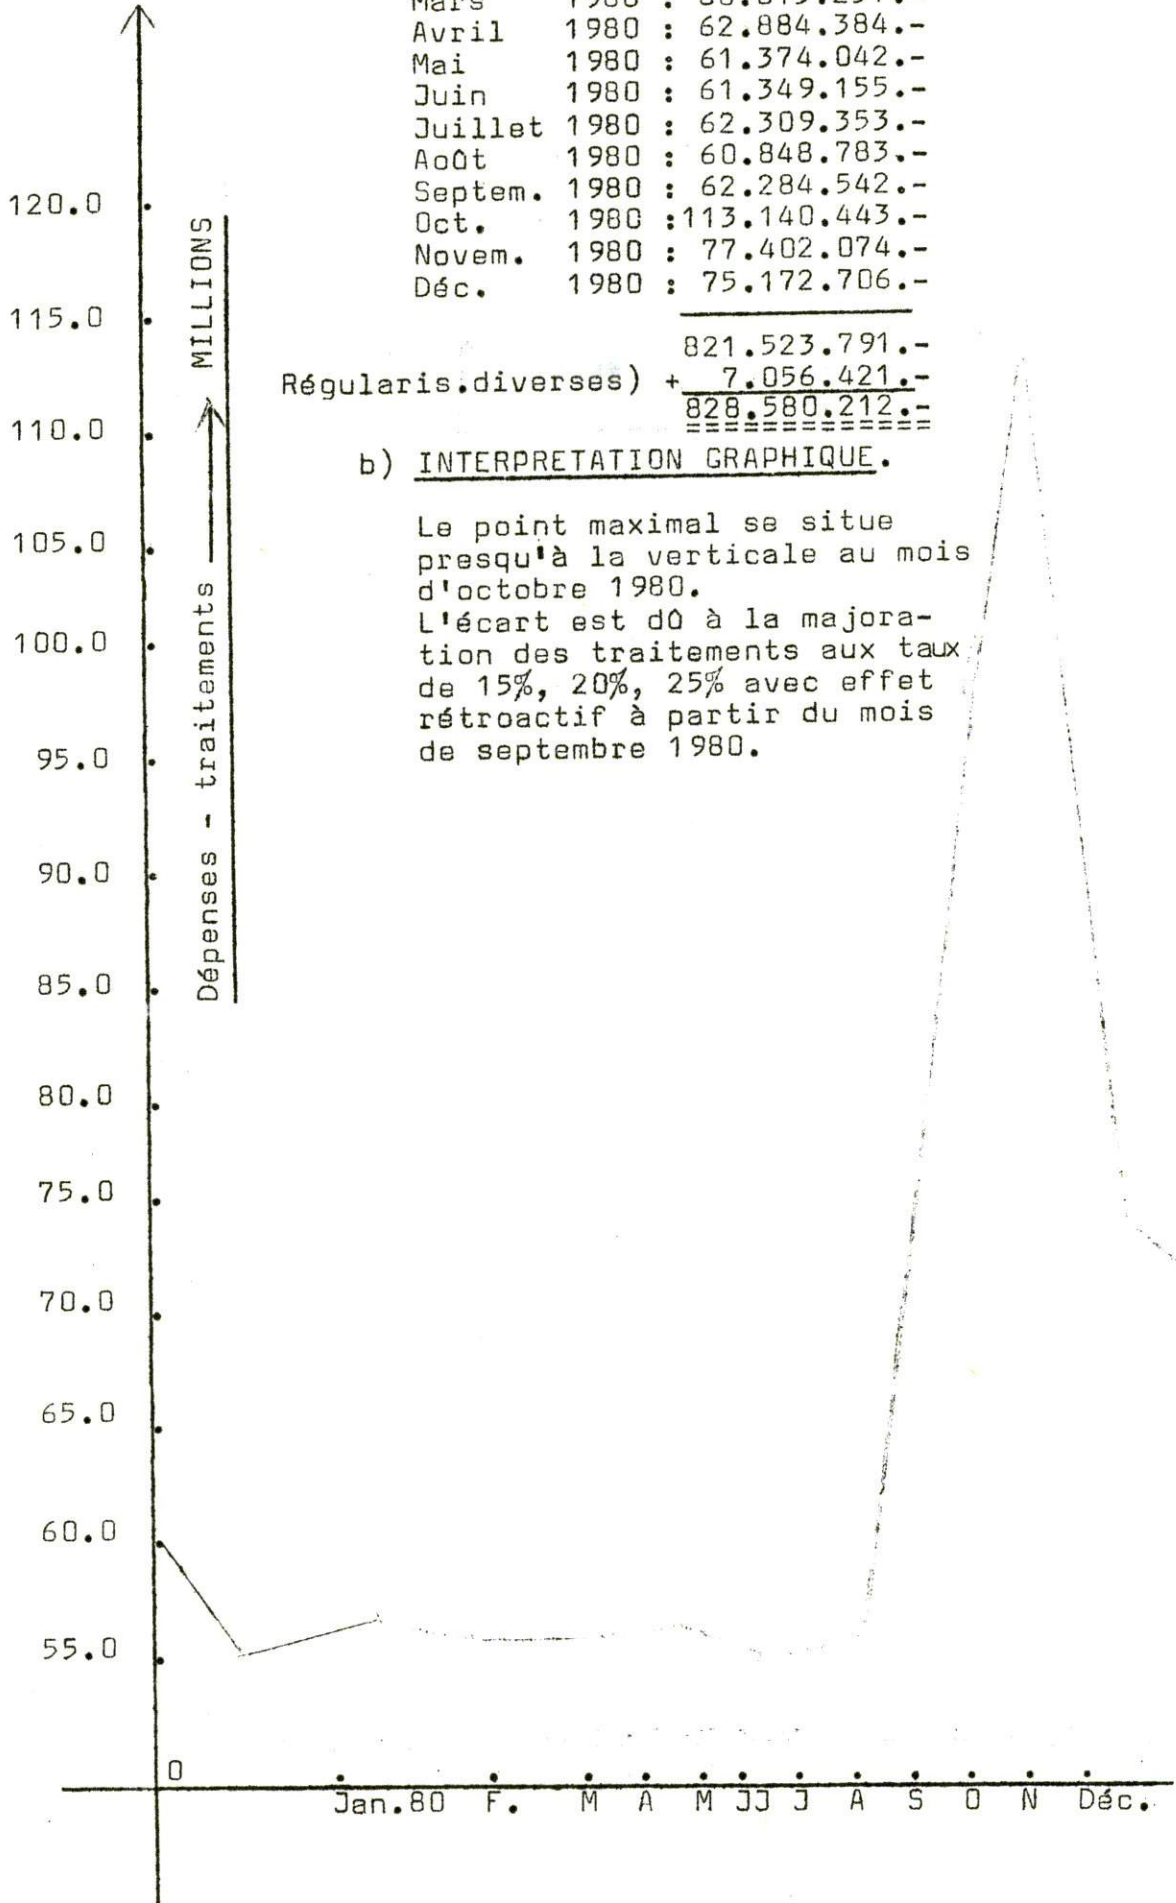 Mars 1980 :
Avril 1980 : 62.884.384.-
Mai 1980 : 61.374.042.-
Juin 1980 : 61.349.155.-
Juillet 1980 : 62.309.353.-
Août 1980 : 60.848.783.-
Septem. 1980 : 62.284.542.-
Oct. 1980 :113.140.443.-
Novem. 1980 : 77.402.074.-
Déc. 1980 : 75.172.706.-
821.523.791.-
Régularis.diverses) + 7.056.421.-
828.580.212.-
b) INTERPRETATION GRAPHIQUE.
Le point maximal se situe
presqu'à la verticale au mois
d'octobre 1980.
L'écart est dû à la majora-
tion des traitements aux taux
de 15%, 20%, 25% avec effet
rétroactif à partir du mois
de septembre 1980.
Dépenses - traitements MILLIONS
120.0
115.0
110.0
105.0
100.0
95.0
90.0
85.0
80.0
75.0
70.0
65.0
60.0
55.0
0
Jan.80 F. M A M JJ J A S O N Déc.